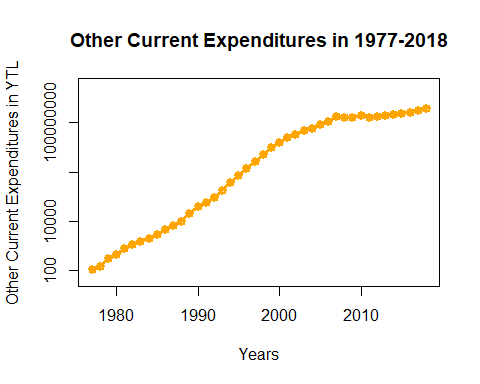 Other Current Expenditures in 1977-2018
Other Current Expenditures in YTL
100000000
10000
100
1980 1990 2000 2010
Years